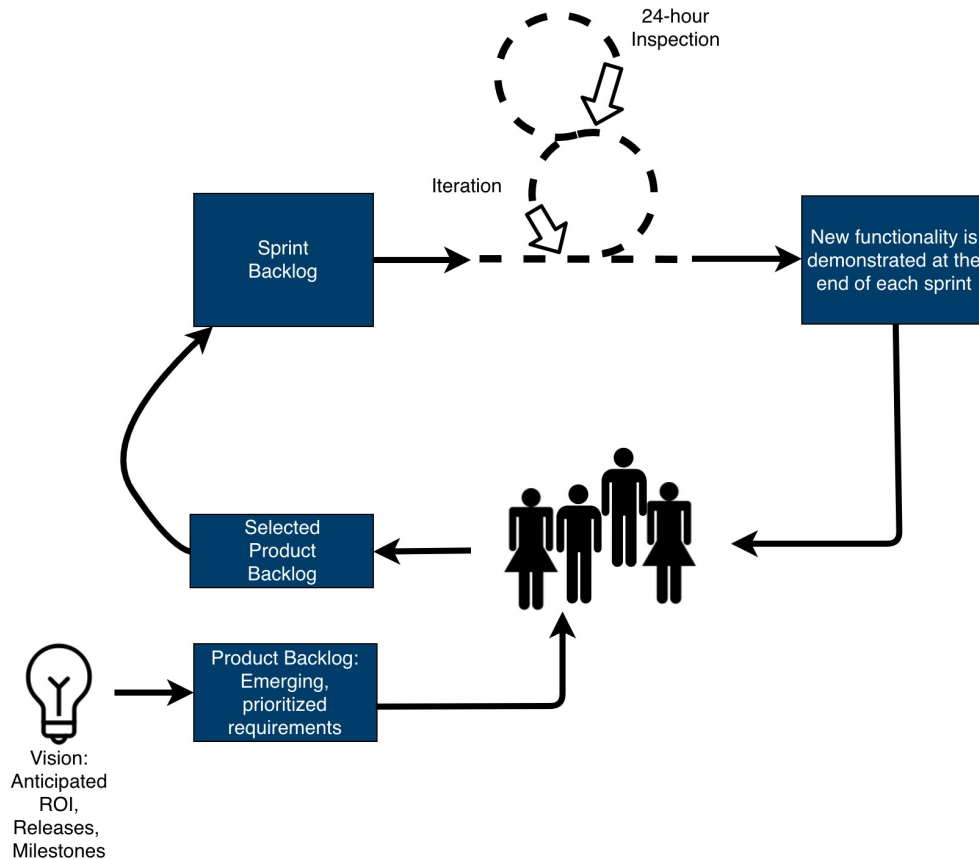 24-hour
Inspection
Iteration
Sprint
Backlog
New functionality is
demonstrated at the
end of each sprint
Selected
Product
Backlog
Product Backlog:
Emerging,
prioritized
requirements
Vision:
Anticipated
ROI,
Releases,
Milestones